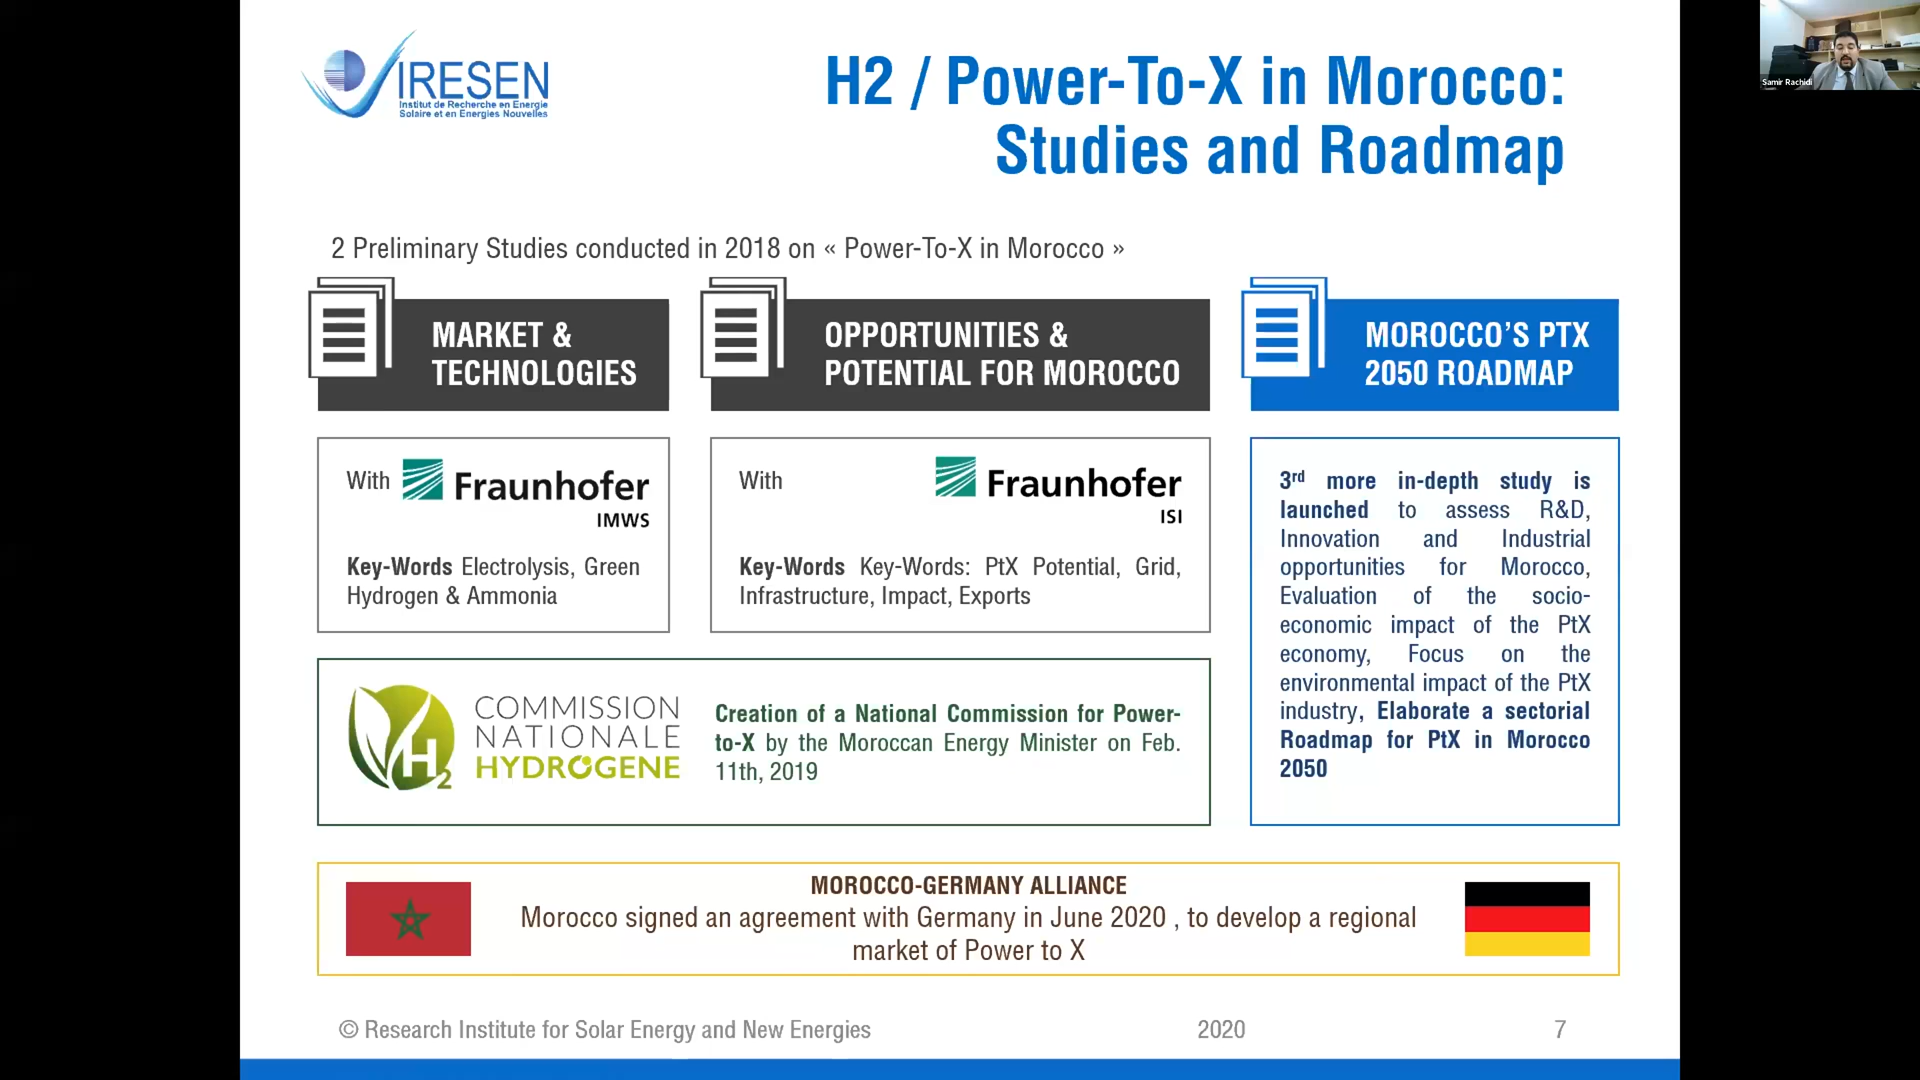 IRESEN
Institut de Recherche en Energie
Solaire et en Energies Nouvelles
H2 / Power-To-X in Morocco:
Studies and Roadmap
Samir Rachidi
2 Preliminary Studies conducted in 2018 on « Power-To-X in Morocco »
MARKET &
TECHNOLOGIES
With Fraunhofer
IMWS
Key-Words Electrolysis, Green
Hydrogen & Ammonia
OPPORTUNITIES &
POTENTIAL FOR MOROCCO
With Fraunhofer
ISI
Key-Words Key-Words: PtX Potential, Grid,
Infrastructure, Impact, Exports
MOROCCO’S PTX
2050 ROADMAP
3rd more in-depth study is
launched to assess R&D,
Innovation and Industrial
opportunities for Morocco,
Evaluation of the socio-
economic impact of the PtX
economy, Focus on the
environmental impact of the PtX
industry, Elaborate a sectorial
Roadmap for PtX in Morocco
2050
H2
COMMISSION
NATIONALE
HYDROGENE
Creation of a National Commission for Power-
to-X by the Moroccan Energy Minister on Feb.
11th, 2019
MOROCCO-GERMANY ALLIANCE
Morocco signed an agreement with Germany in June 2020 , to develop a regional
market of Power to X
© Research Institute for Solar Energy and New Energies
2020
7